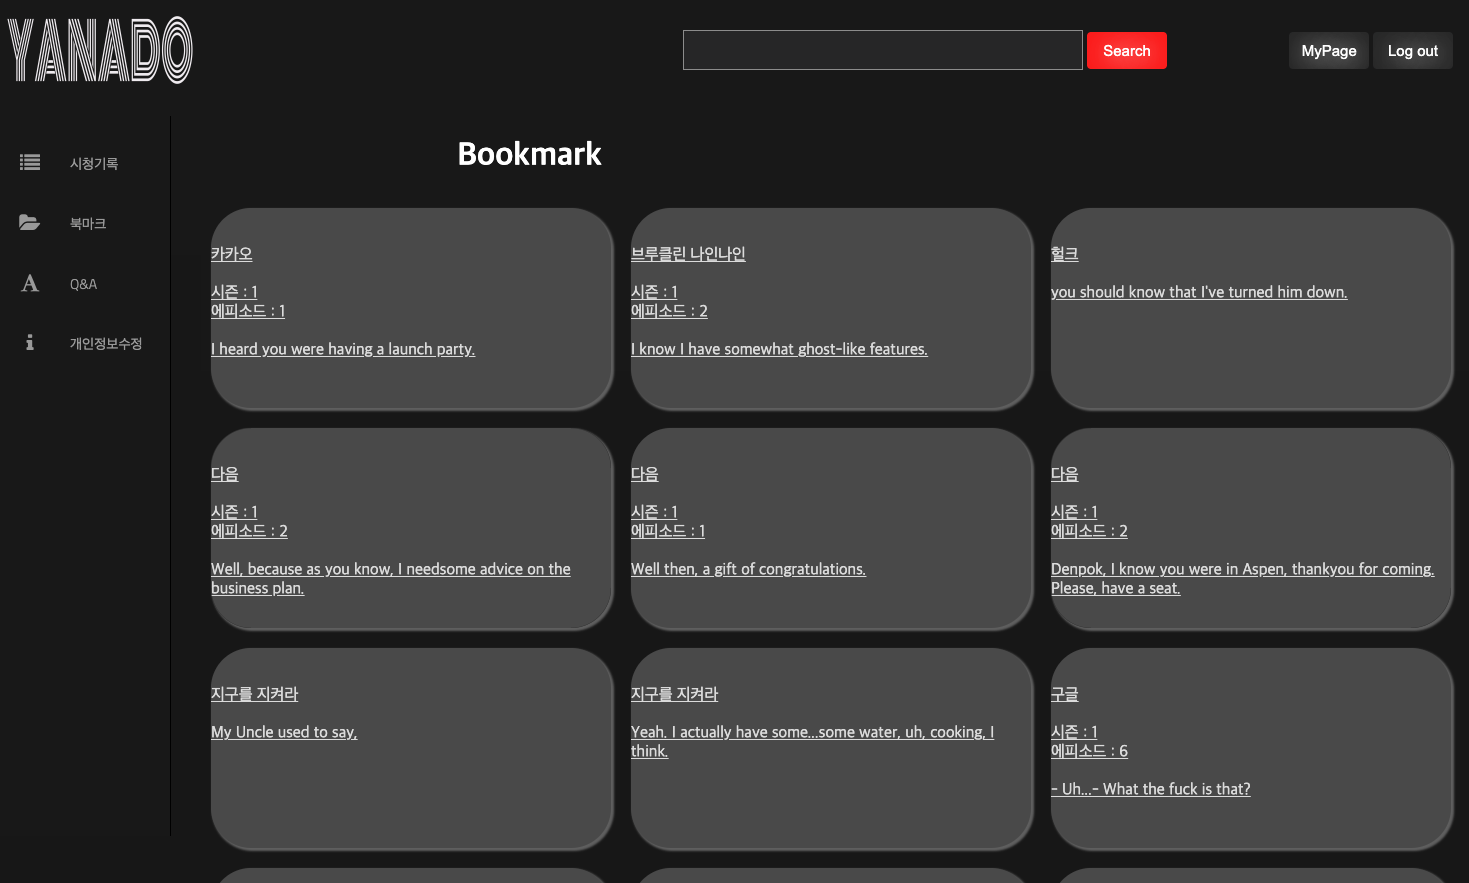 YANADO
Search
MyPage
Log out
시청기록
북마크
Q&A
개인정보수정
Bookmark
카카오
시즌 : 1
에피소드 : 1
I heard you were having a launch party.
브루클린 나인나인
시즌 : 1
에피소드 : 2
I know I have somewhat ghost-like features.
헐크
you should know that I've turned him down.
다음
시즌 : 1
에피소드 : 2
Well, because as you know, I needsome advice on the
business plan.
다음
시즌 : 1
에피소드 : 1
Well then, a gift of congratulations.
다음
시즌 : 1
에피소드 : 2
Denpok, I know you were in Aspen, thankyou for coming.
Please, have a seat.
지구를 지켜라
My Uncle used to say,
지구를 지켜라
Yeah. I actually have some...some water, uh, cooking, I
think.
구글
시즌 : 1
에피소드 : 6
- Uh...- What the fuck is that?